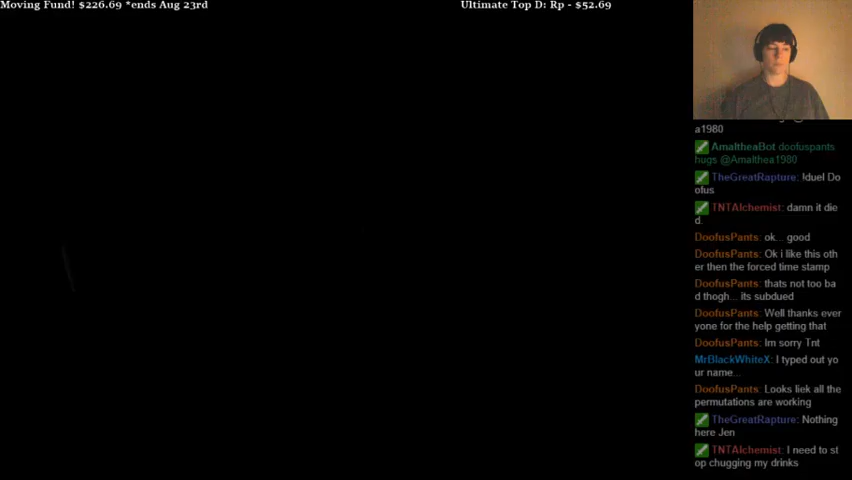 Moving Fund! $226.69 *ends Aug 23rd
Ultimate Top D: Rp - $52.69
a1980
AmaltheaBot doofuspants
hugs @Amalthea1980
TheGreatRapture: !duel Do
ofus
TNTAlchemist: damn it die
d.
DoofusPants: ok... good
DoofusPants: Ok i like this oth
er then the forced time stamp
DoofusPants: thats not too ba
d thogh... its subdued
DoofusPants: Well thanks ever
yone for the help getting that
DoofusPants: Im sorry Tnt
MrBlackWhiteX: I typed out yo
ur name...
DoofusPants: Looks liek all the
permutations are working
TheGreatRapture: Nothing
here Jen
TNTAlchemist: I need to st
op chugging my drinks